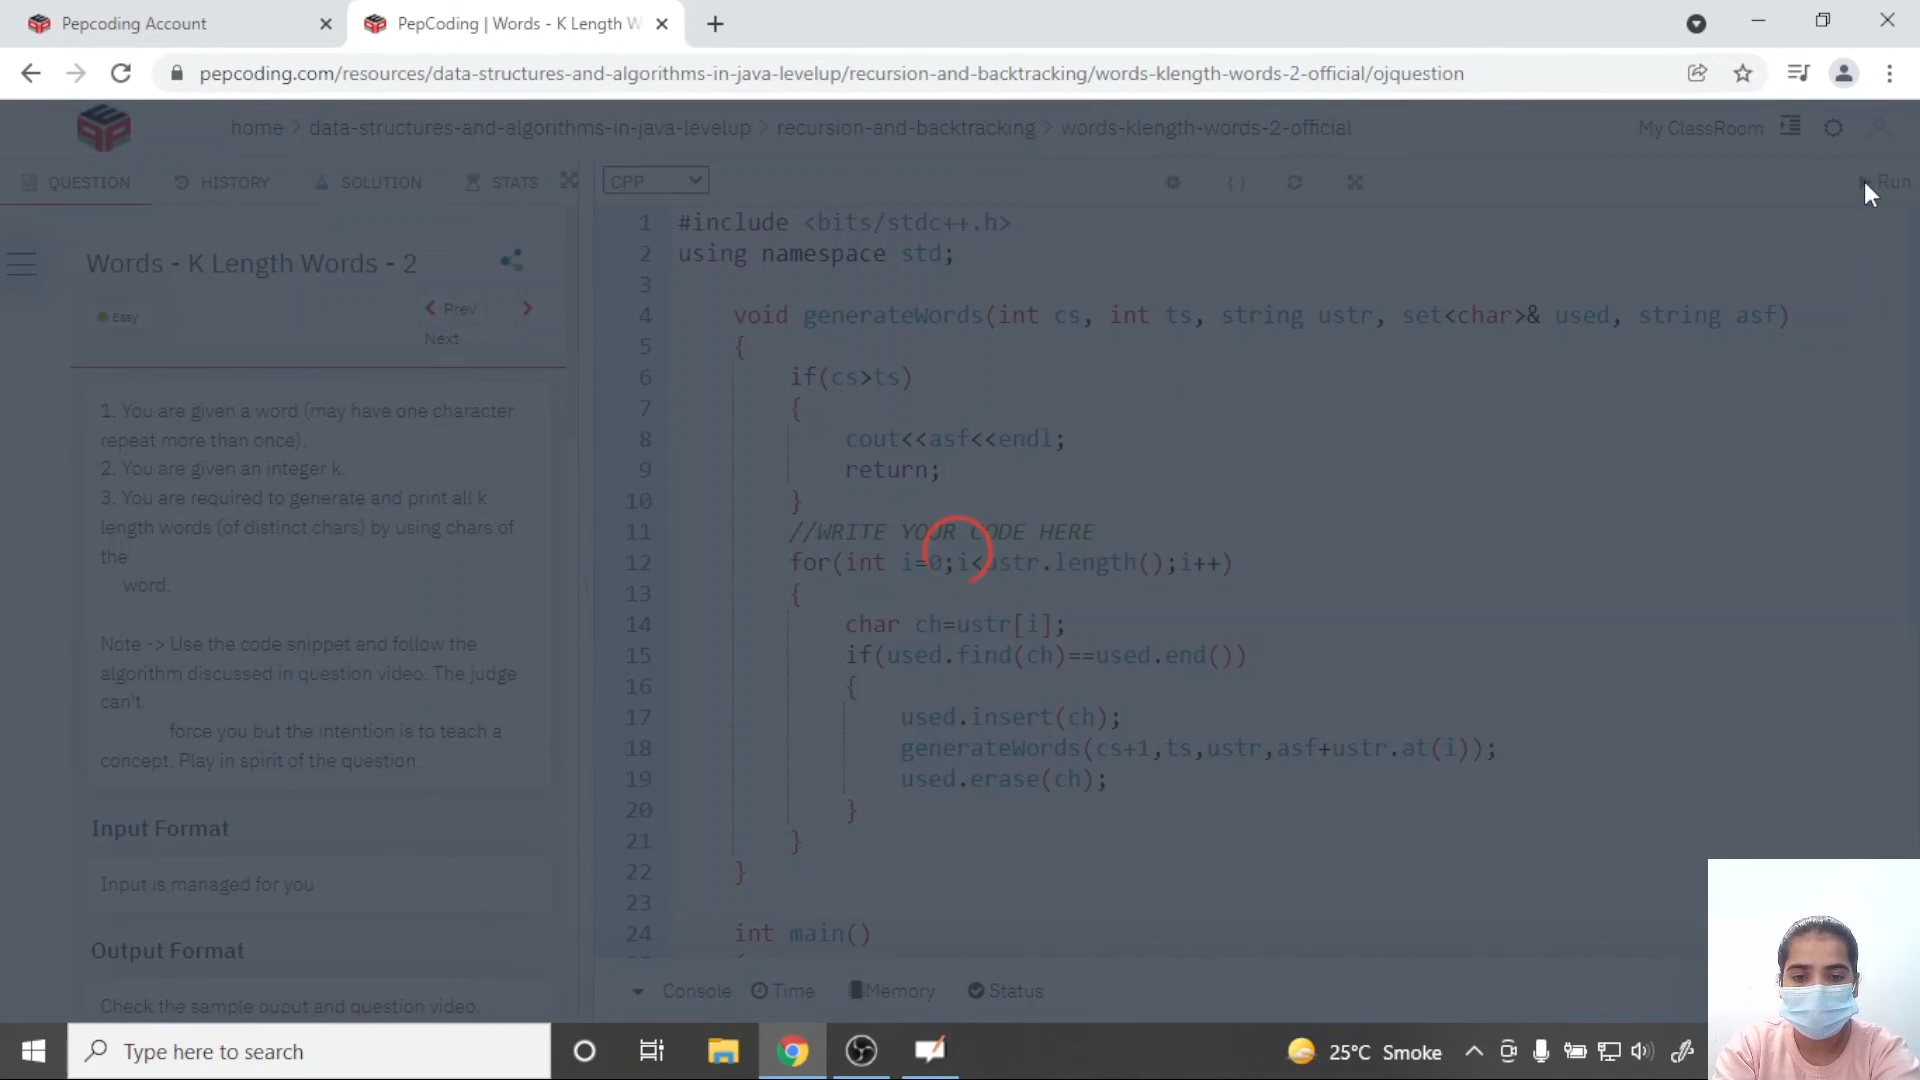 Pepcoding Account
PepCoding | Words - K Length W
pepcoding.com/resources/data-structures-and-algorithms-in-java-levelup/recursion-and-backtracking/words-klength-words-2-official/ojquestion
home > data-structures-and-algorithms-in-java-levelup > recursion-and-backtracking > words-klength-words-2-official
My ClassRoom
QUESTION
HISTORY
SOLUTION
STATS
CPP
{ }
Run
Words - K Length Words - 2
Easy
Prev
Next
1. You are given a word (may have one character
repeat more than once).
2. You are given an integer k.
3. You are required to generate and print all k
length words (of distinct chars) by using chars of
the
word.
Note -> Use the code snippet and follow the
algorithm discussed in question video. The judge
can't
force you but the intention is to teach a
concept. Play in spirit of the question.
Input Format
Input is managed for you
Output Format
Check the sample ouput and question video.
1 #include <bits/stdc++.h>
2 using namespace std;
3
4 void generateWords(int cs, int ts, string ustr, set<char>& used, string asf)
5 {
6 if(cs>ts)
7 {
8 cout<<asf<<endl;
9 return;
10 }
11 //WRITE YOUR CODE HERE
12 for(int i=0;i<ustr.length();i++)
13 {
14 char ch=ustr[i];
15 if(used.find(ch)==used.end())
16 {
17 used.insert(ch);
18 generateWords(cs+1,ts,ustr,asf+ustr.at(i));
19 used.erase(ch);
20 }
21 }
22 }
23
24 int main()
Console
Time
Memory
Status
Type here to search
25°C Smoke